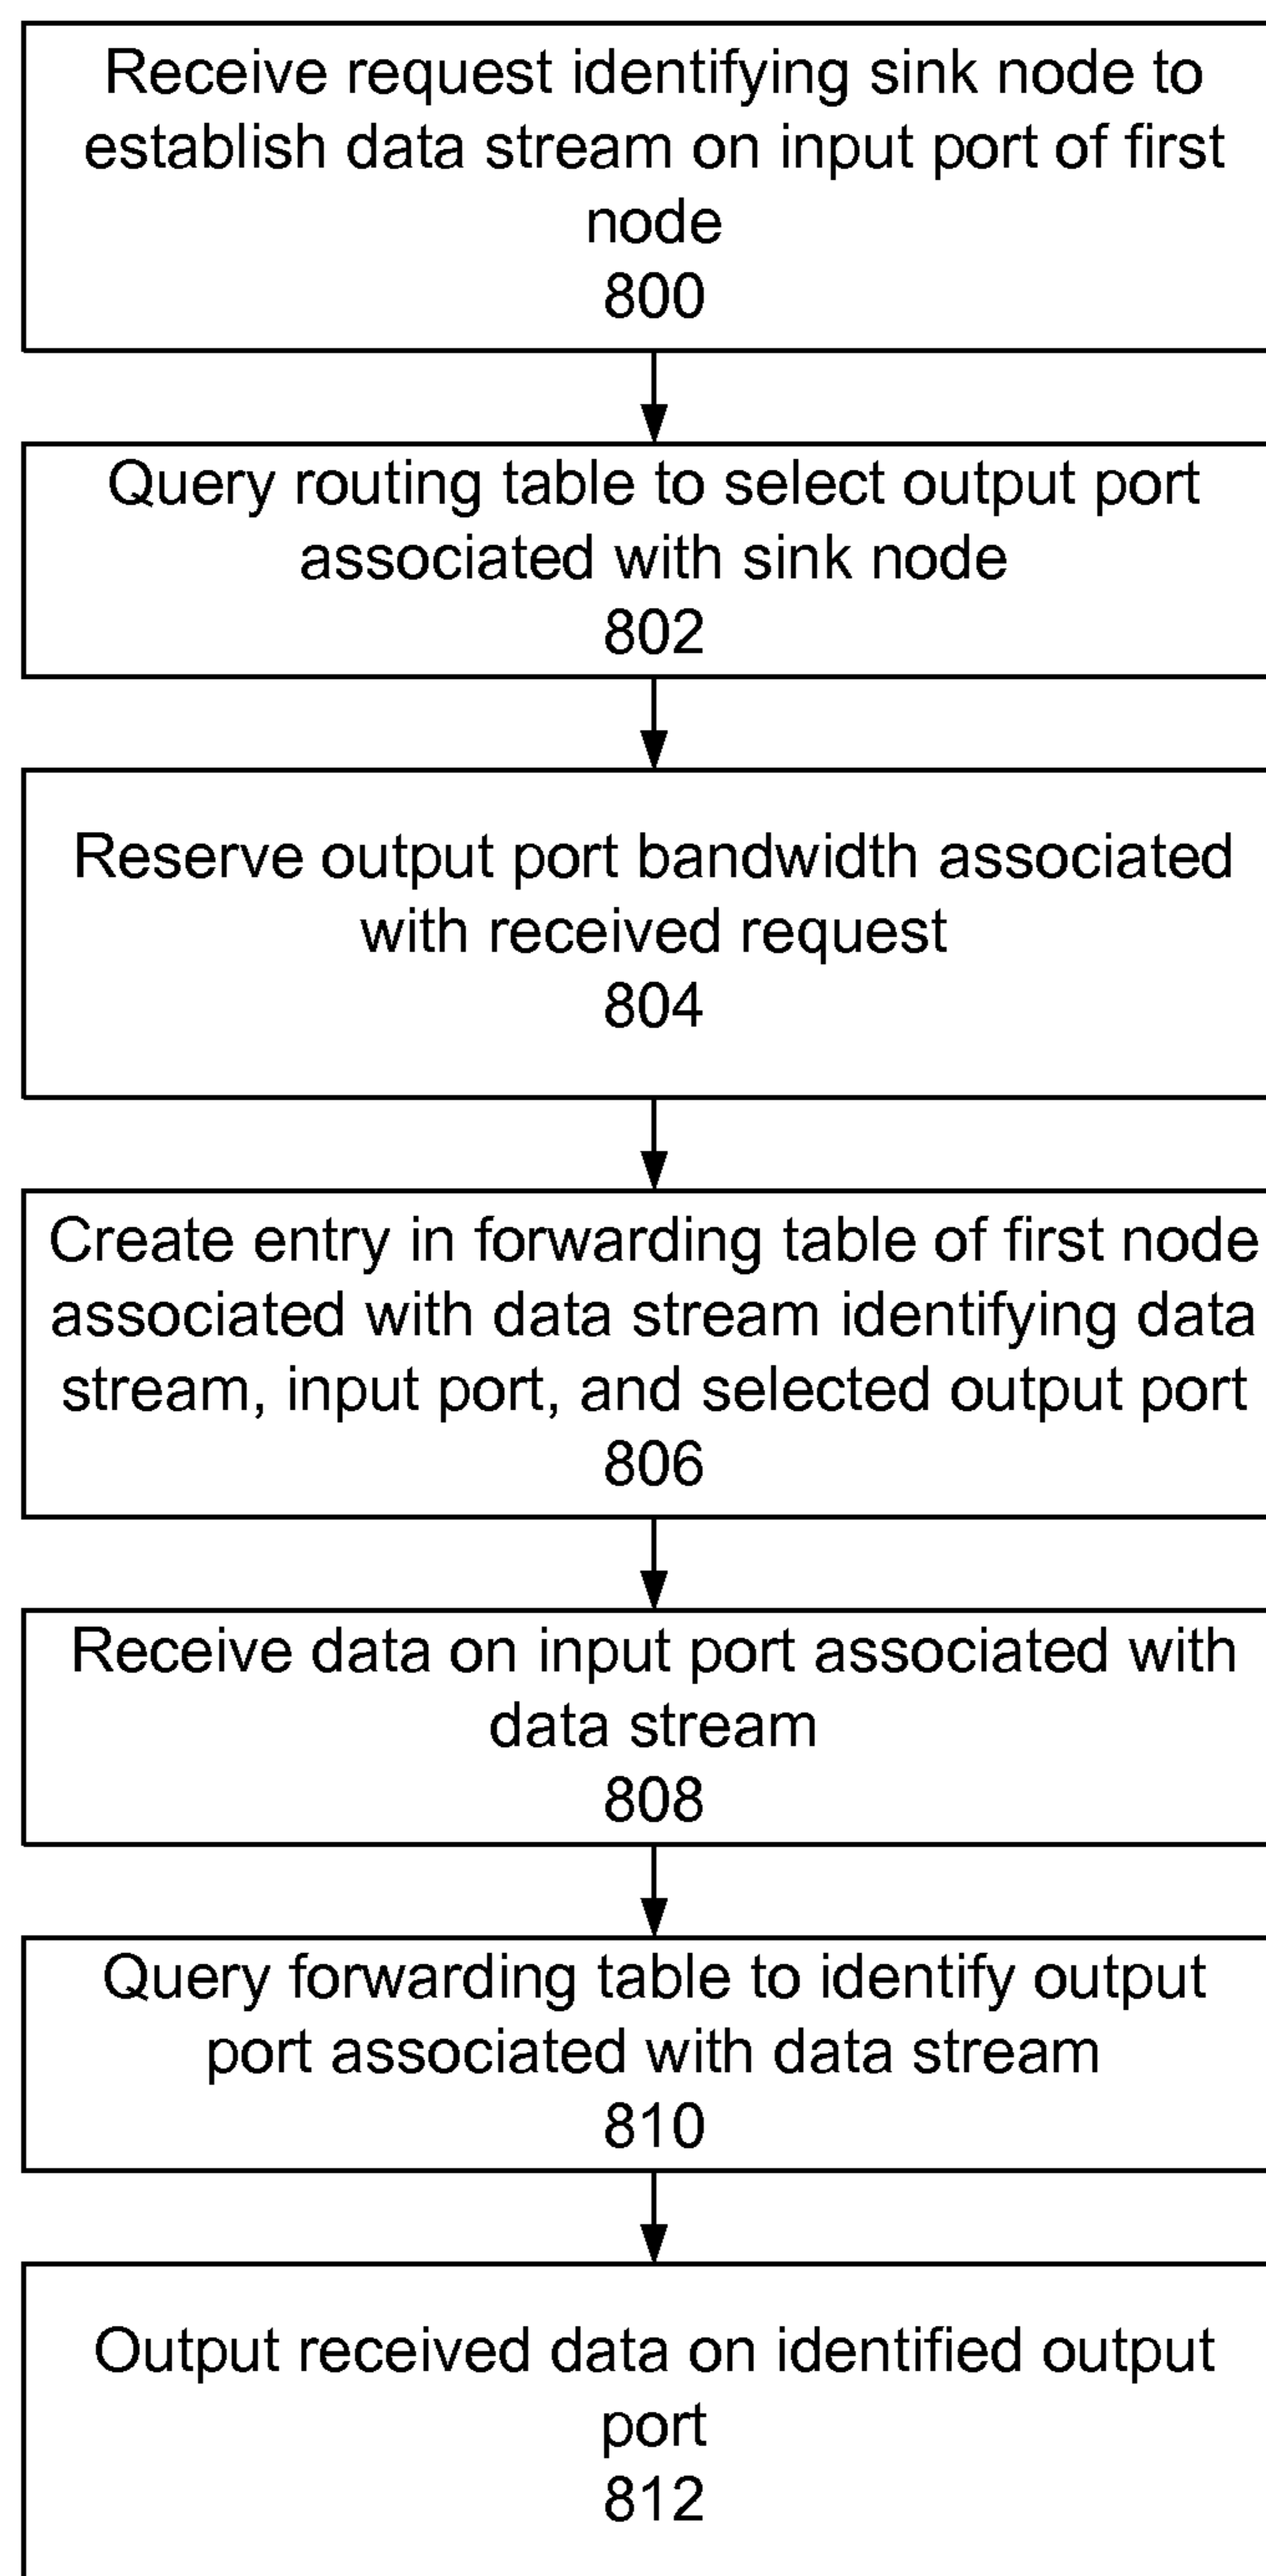 Receive request identifying sink node to
establish data stream on input port of first
node
800
Query routing table to select output port
associated with sink node
802
Reserve output port bandwidth associated
with received request
804
Create entry in forwarding table of first node
associated with data stream identifying data
stream, input port, and selected output port
806
Receive data on input port associated with
data stream
808
Query forwarding table to identify output
port associated with data stream
810
Output received data on identified output
port
812